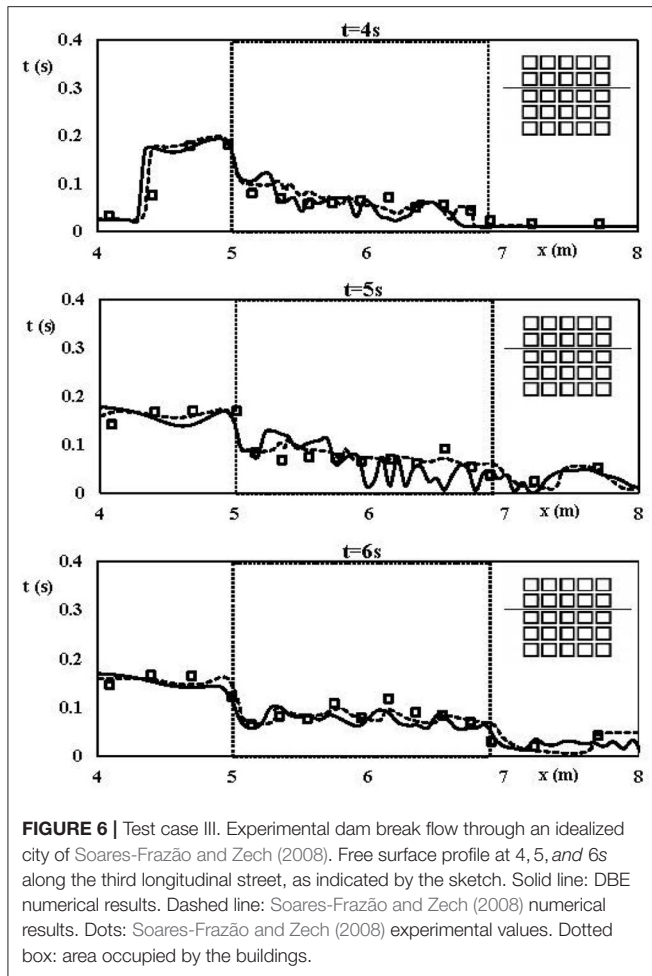 t=4s
0.4
t (s)
0.3
0.2
0.1
0
4 5 6 7 x (m) 8
t=5s
0.4
t (s)
0.3
0.2
0.1
0
4 5 6 7 x (m) 8
t=6s
0.4
t (s)
0.3
0.2
0.1
0
4 5 6 7 x (m) 8
FIGURE 6 | Test case III. Experimental dam break flow through an idealized
city of Soares-Frazão and Zech (2008). Free surface profile at 4, 5, and 6s
along the third longitudinal street, as indicated by the sketch. Solid line: DBE
numerical results. Dashed line: Soares-Frazão and Zech (2008) numerical
results. Dots: Soares-Frazão and Zech (2008) experimental values. Dotted
box: area occupied by the buildings.